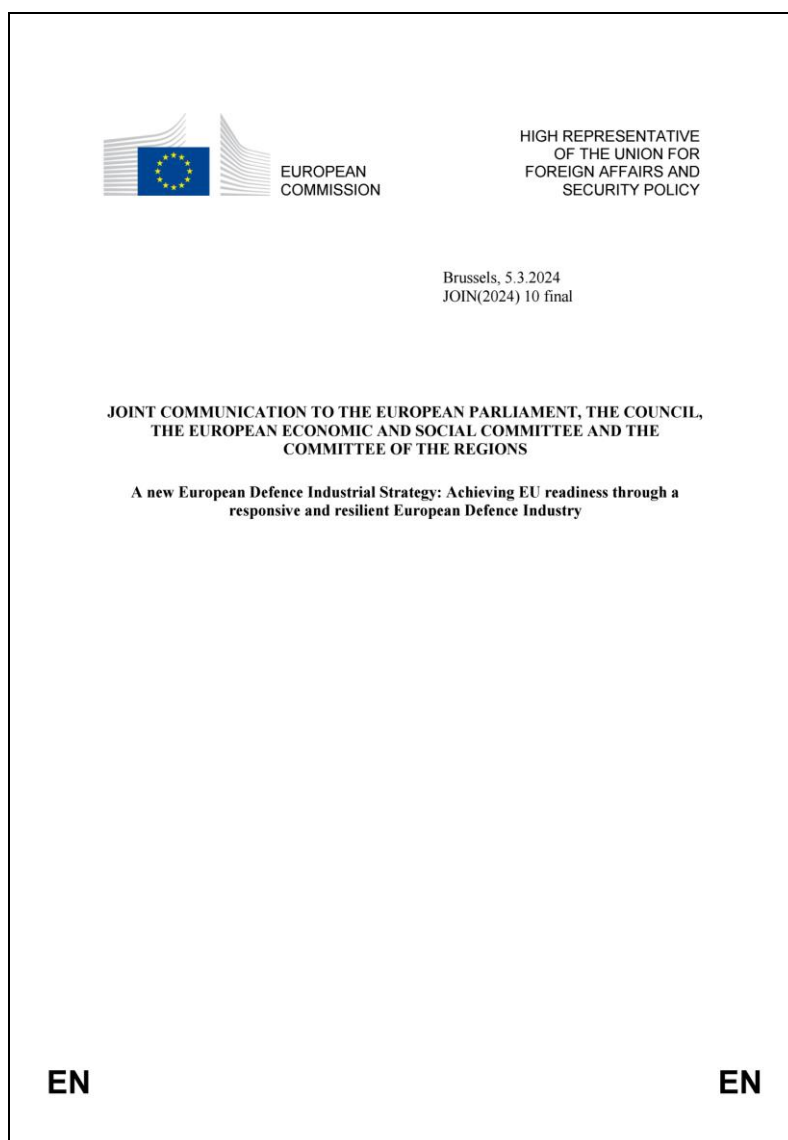 EUROPEAN
COMMISSION
HIGH REPRESENTATIVE
OF THE UNION FOR
FOREIGN AFFAIRS AND
SECURITY POLICY
Brussels, 5.3.2024
JOIN(2024) 10 final
JOINT COMMUNICATION TO THE EUROPEAN PARLIAMENT, THE COUNCIL,
THE EUROPEAN ECONOMIC AND SOCIAL COMMITTEE AND THE
COMMITTEE OF THE REGIONS
A new European Defence Industrial Strategy: Achieving EU readiness through a
responsive and resilient European Defence Industry
EN
EN